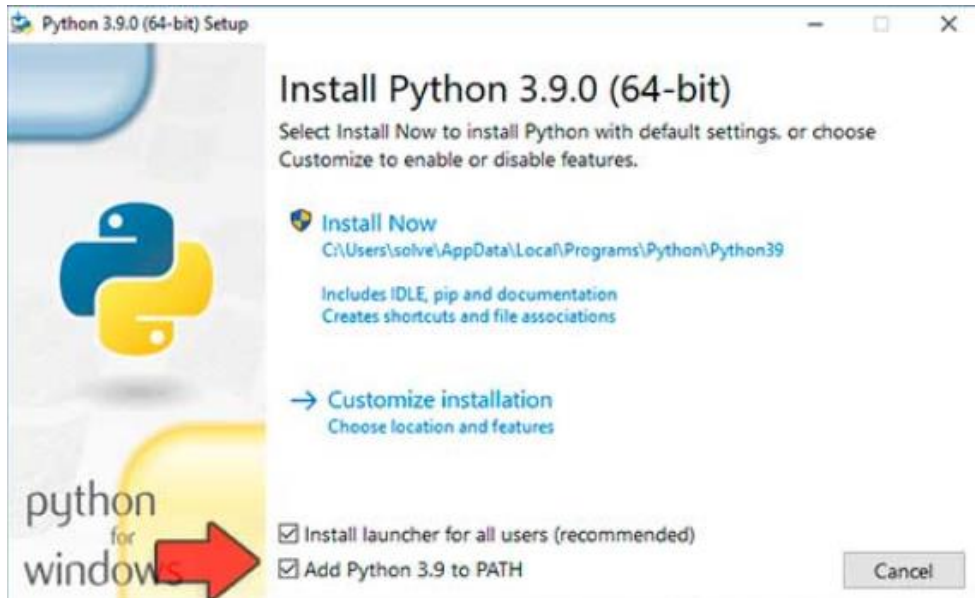 Python 3.9.0 (64-bit) Setup
Install Python 3.9.0 (64-bit)
Select Install Now to install Python with default settings, or choose
Customize to enable or disable features.
Install Now
C:\Users\solve\AppData\Local\Programs\Python\Python39
Includes IDLE, pip and documentation
Creates shortcuts and file associations
Customize installation
Choose location and features
python
for
windows
Install launcher for all users (recommended)
Add Python 3.9 to PATH
Cancel